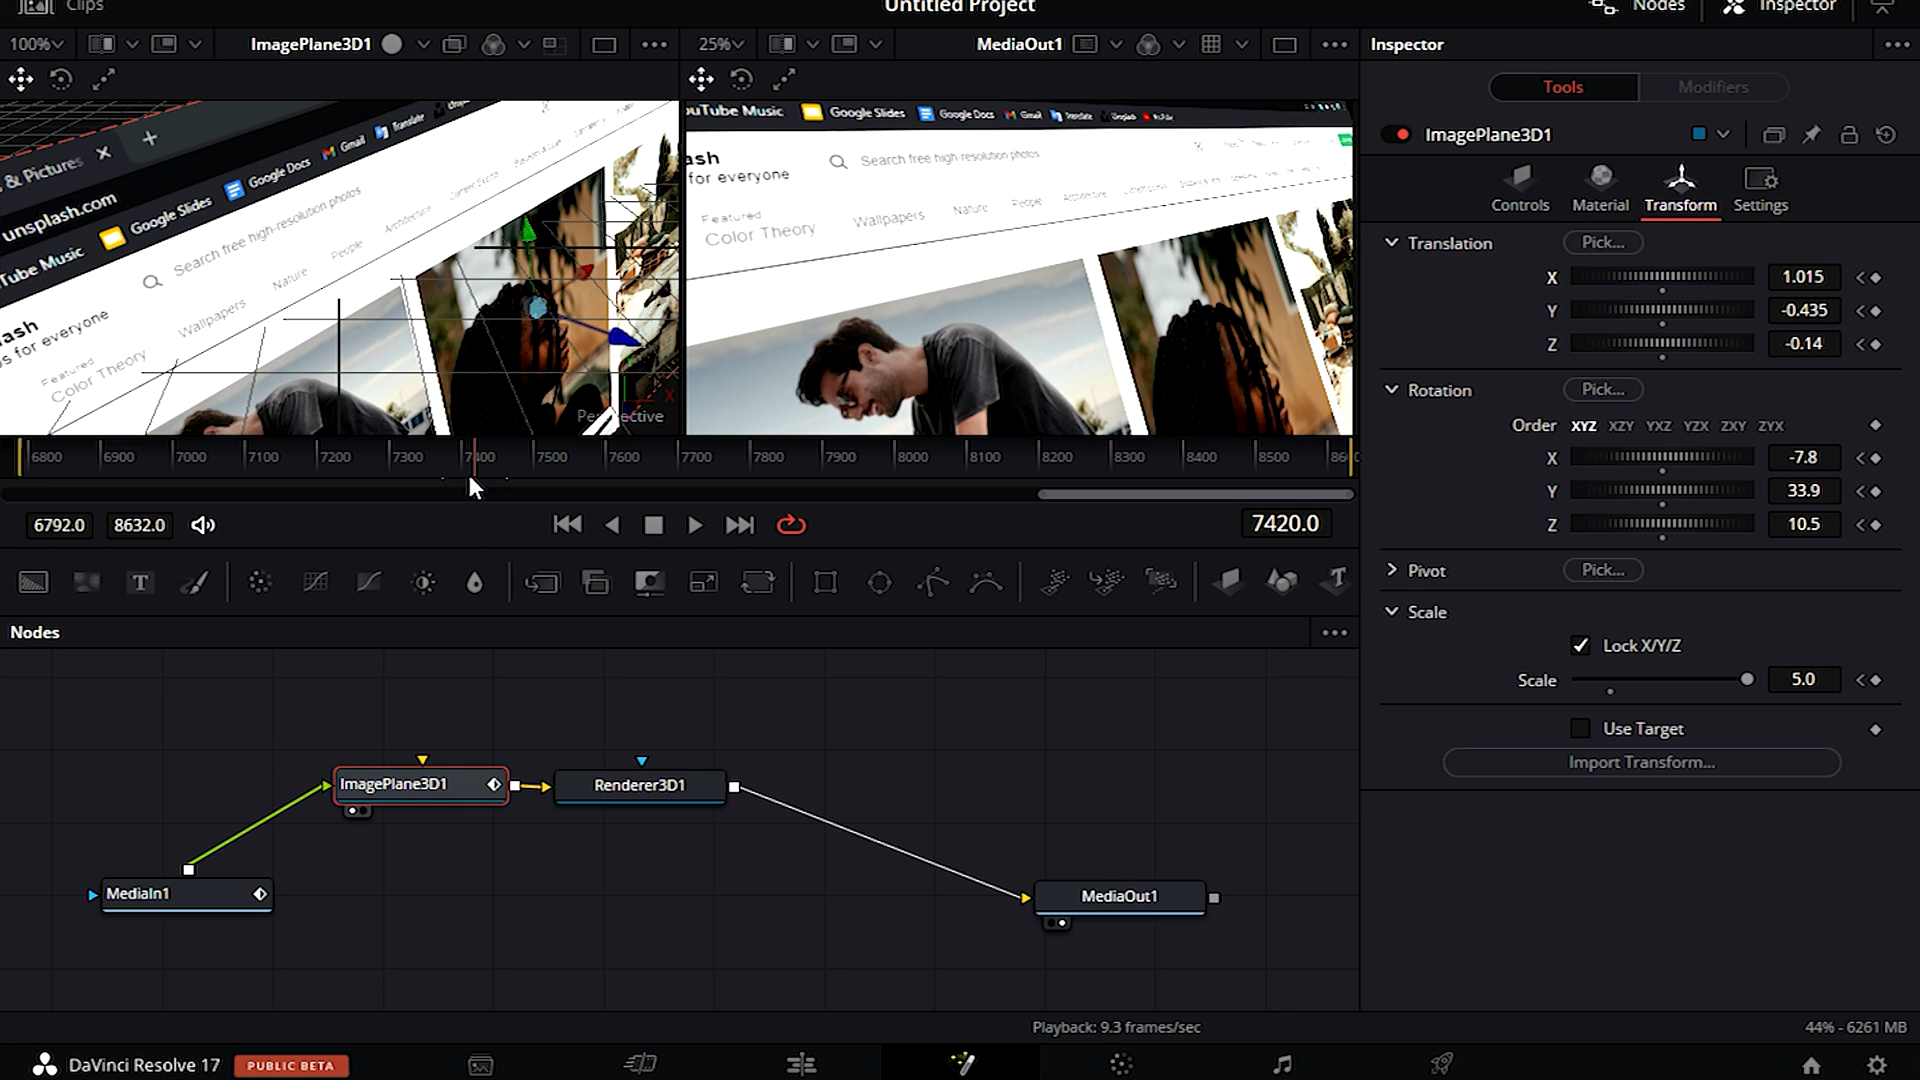 Clips
Untitled Project
Nodes
Inspector
100%
ImagePlane3D1
25%
MediaOut1
Inspector
Tools
Modifiers
ImagePlane3D1
Controls
Material
Transform
Settings
& Pictures
unsplash.com
Tube Music
Google Slides
Google Docs
Gmail
Translate
Search free high-resolution photos
lash
s for everyone
Featured
Color Theory
Wallpapers
Nature
People
Architecture
Current Events
Perspective
ouTube Music
Google Slides
Google Docs
Gmail
Translate
Unsplash
YouTube
ash
for everyone
Search free high-resolution photos
Featured
Color Theory
Wallpapers
Nature
People
Architecture
Translation
Pick...
X
1.015
Y
-0.435
Z
-0.14
Rotation
Pick...
Order
XYZ XZY YXZ YZX ZXY ZYX
X
-7.8
Y
33.9
Z
10.5
Pivot
Pick...
Scale
Lock X/Y/Z
Scale
5.0
Use Target
Import Transform...
6800 6900 7000 7100 7200 7300 7400 7500 7600 7700 7800 7900 8000 8100 8200 8300 8400 8500 860
6792.0
8632.0
7420.0
Nodes
ImagePlane3D1
Renderer3D1
MediaIn1
MediaOut1
Playback: 9.3 frames/sec
44% - 6261 MB
DaVinci Resolve 17
PUBLIC BETA